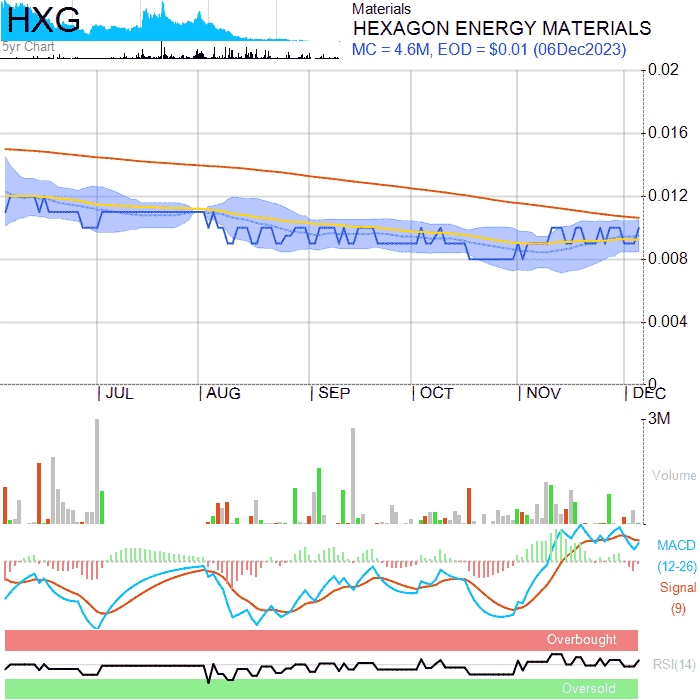 HXG
5yr Chart
Materials
HEXAGON ENERGY MATERIALS
MC = 4.6M, EOD = $0.01 (06Dec2023)
0.02
0.016
0.012
0.008
0.004
0
JUL
AUG
SEP
OCT
NOV
DEC
3M
Volume
MACD
(12-26)
Signal
(9)
Overbought
RSI(14)
Oversold